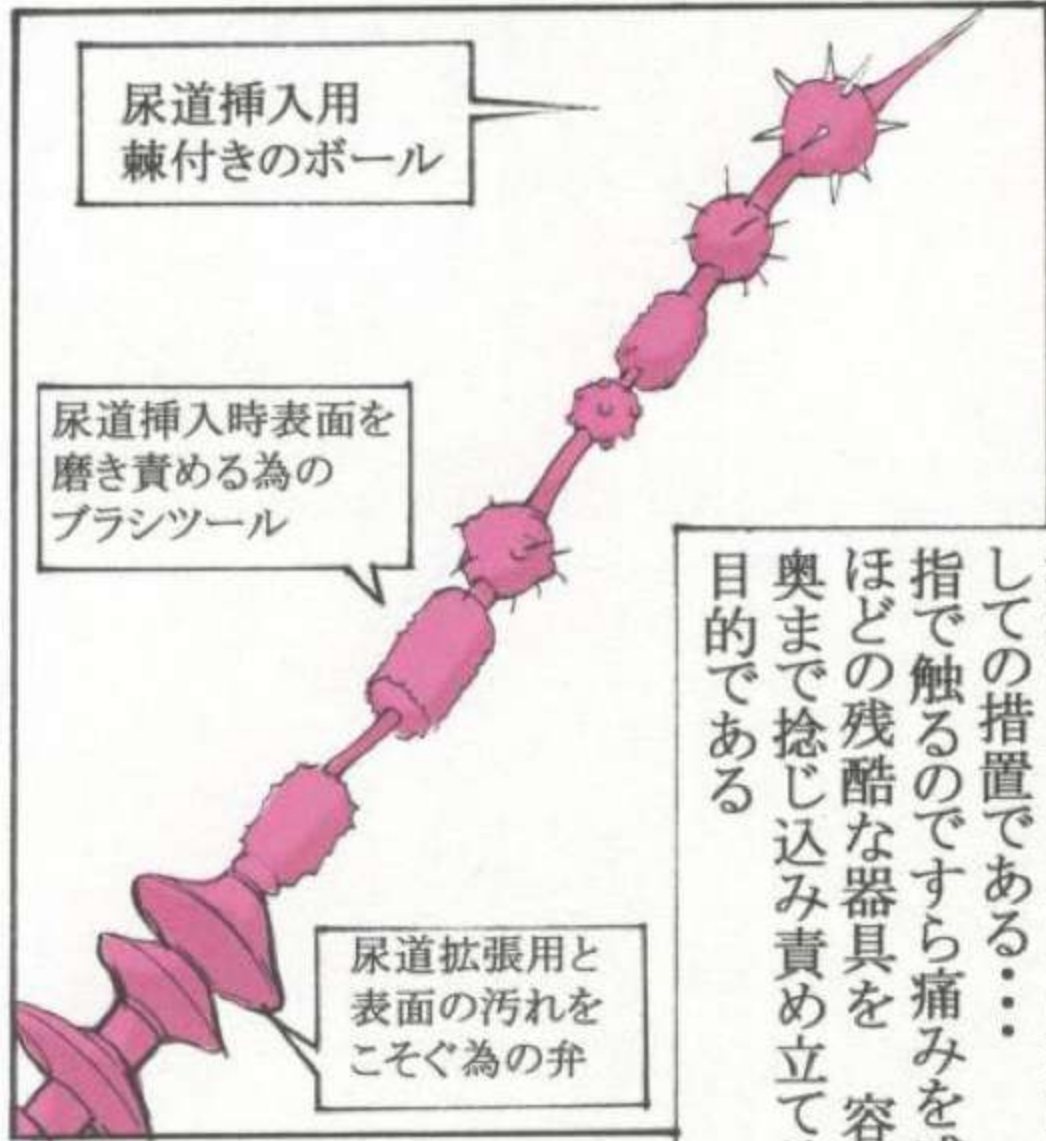 尿道挿入用
棘付きのボール
尿道挿入時表面を
磨き責める為の
ブラシツール
尿道拡張用と
表面の汚れを
こそぐ為の弁
しての措置である・・・
指で触るのですら痛みを
ほどの残酷な器具を 容
奥まで捻じ込み責め立て
目的である